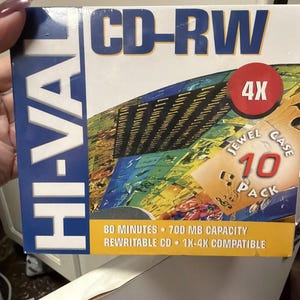 HI-VAL
CD-RW
4X
JEWEL CASE
10
PACK
80 MINUTES • 700 MB CAPACITY
REWRITABLE CD • 1X-4X COMPATIBLE